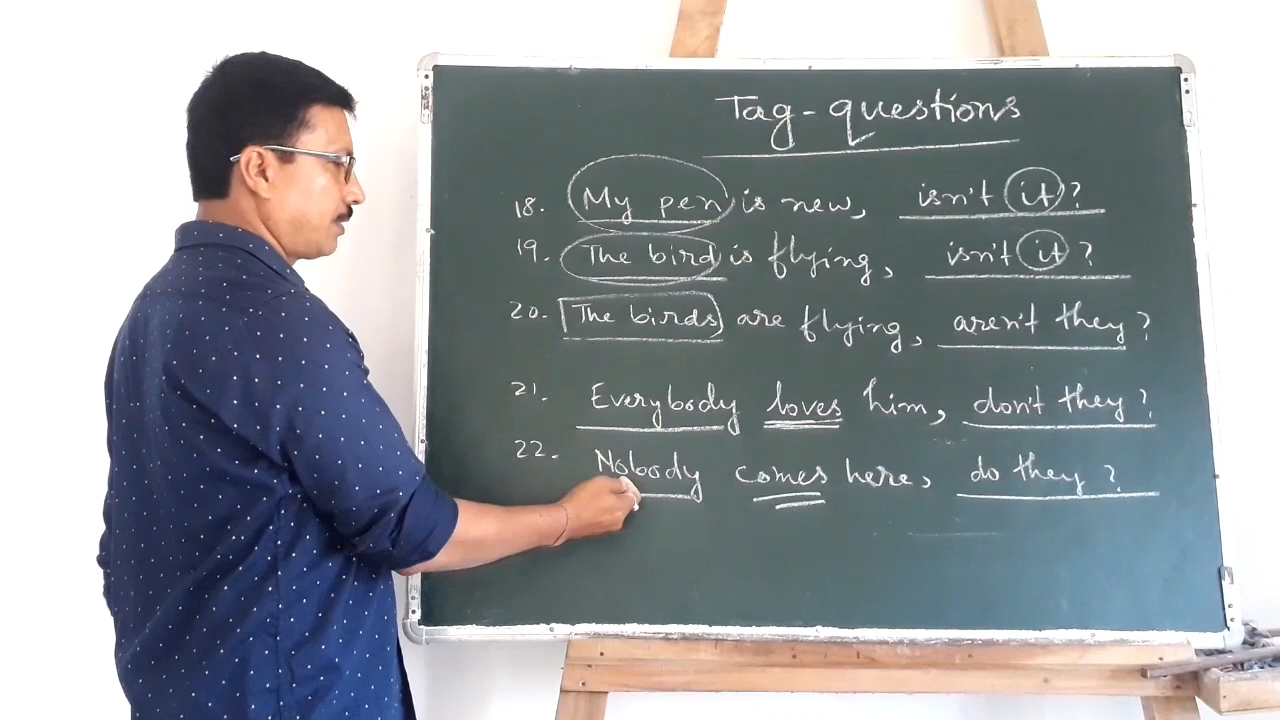 Tag-questions
18. My pen is new, isn't it?
19. The bird is flying, isn't it?
20. The birds are flying, aren't they?
21. Everybody loves him, don't they?
22. Nobody comes here, do they?